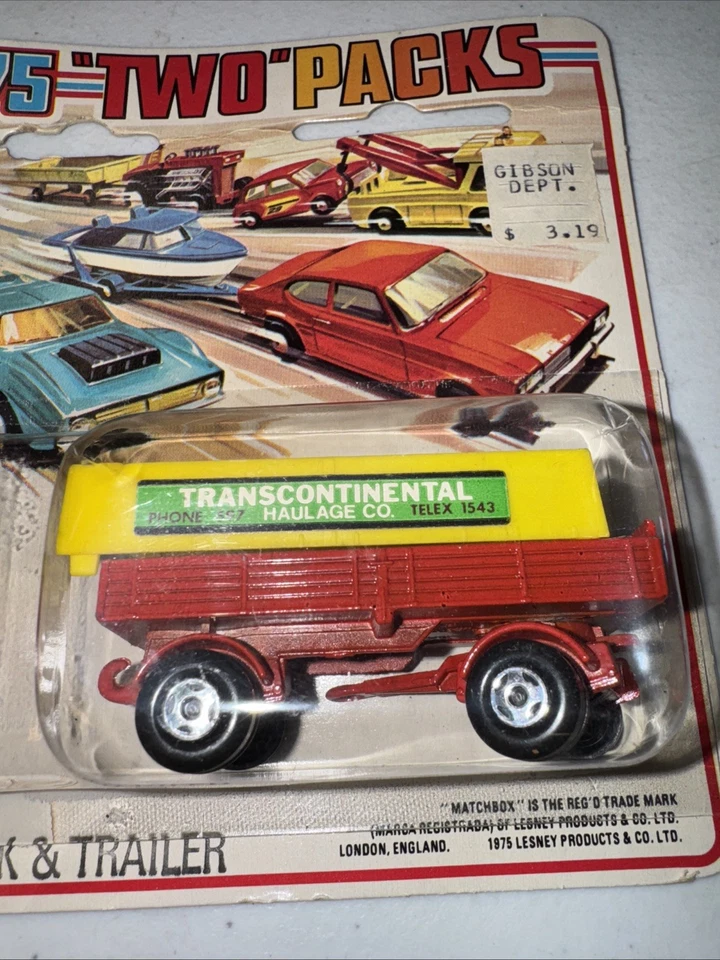 75 "TWO" PACKS
GIBSON
DEPT.
$ 3.19
TRANSCONTINENTAL
PHONE 557 HAULAGE CO. TELEX 1543
"MATCHBOX" IS THE REG'D TRADE MARK
(MARCA REGISTRADA) OF LESNEY PRODUCTS & CO. LTD.
LONDON, ENGLAND. 1975 LESNEY PRODUCTS & CO. LTD.
K & TRAILER